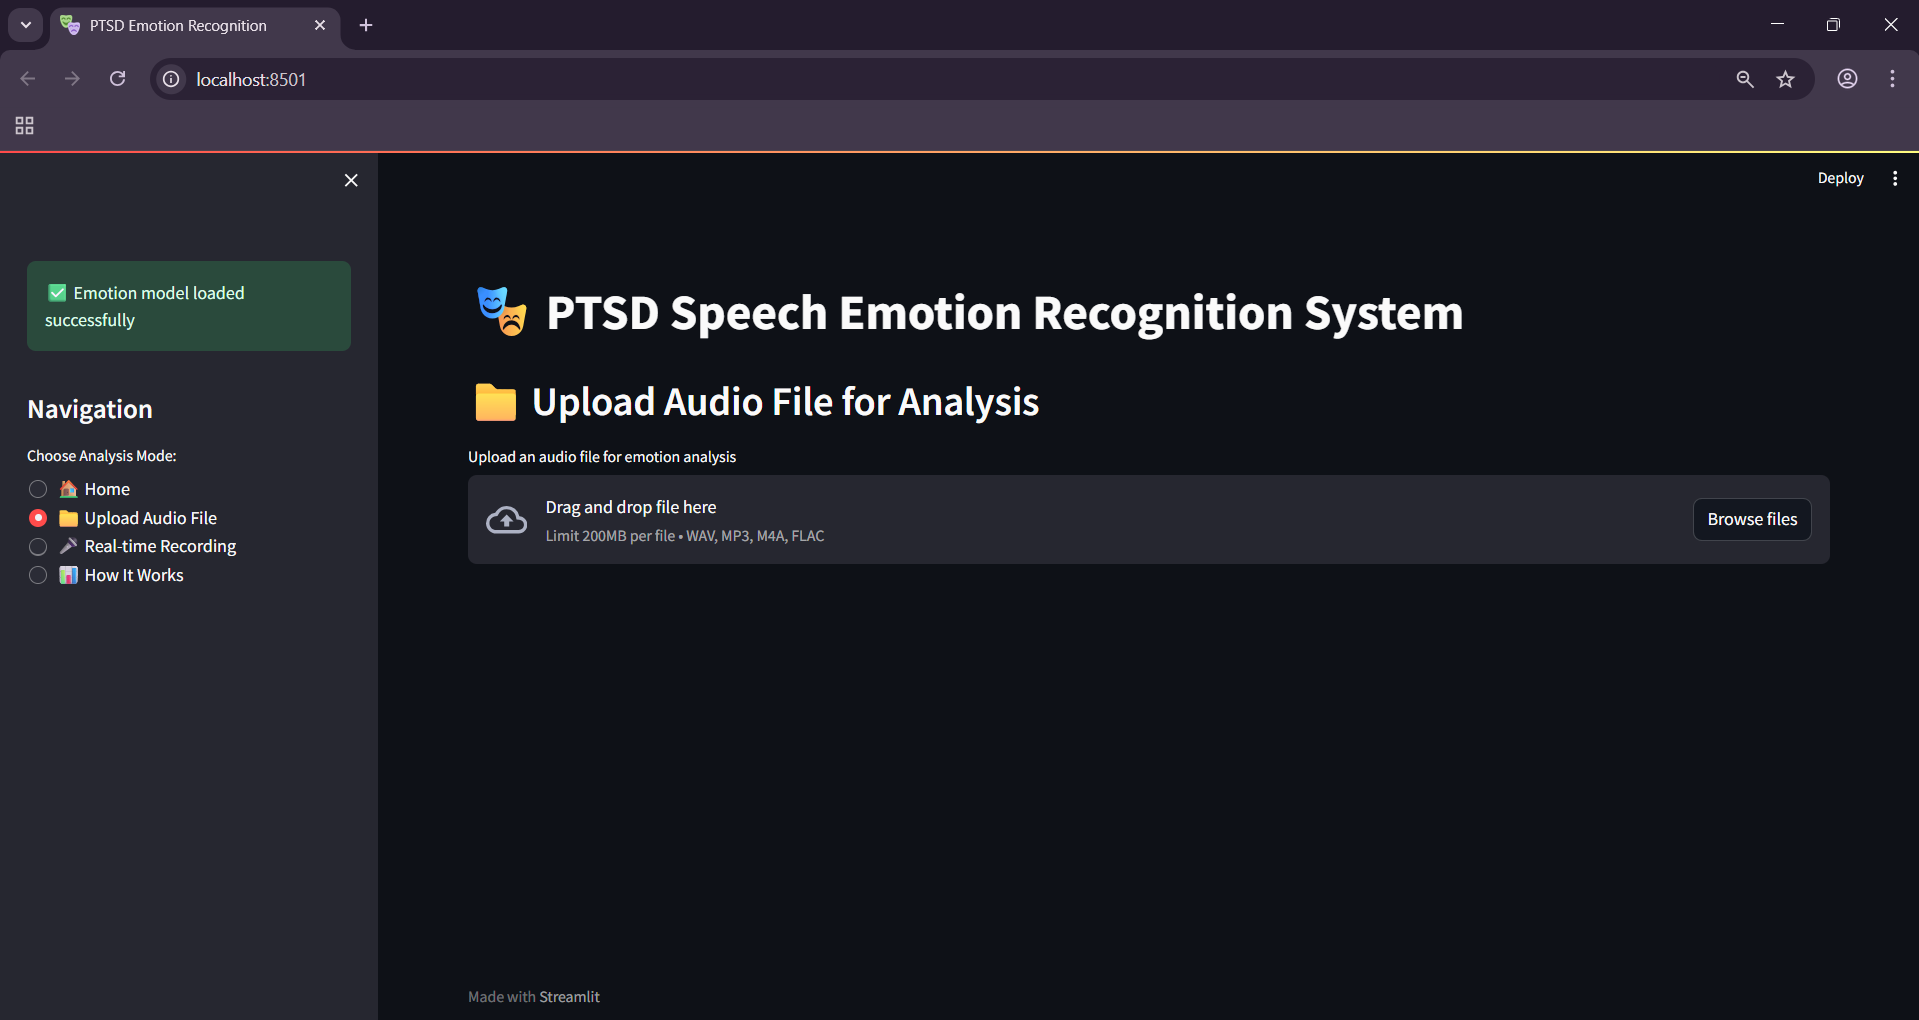 PTSD Emotion Recognition
localhost:8501
Deploy
✅ Emotion model loaded
successfully
Navigation
Choose Analysis Mode:
🏠 Home
📁 Upload Audio File
🎤 Real-time Recording
📊 How It Works
🎭 PTSD Speech Emotion Recognition System
📁 Upload Audio File for Analysis
Upload an audio file for emotion analysis
Drag and drop file here
Limit 200MB per file • WAV, MP3, M4A, FLAC
Browse files
Made with Streamlit